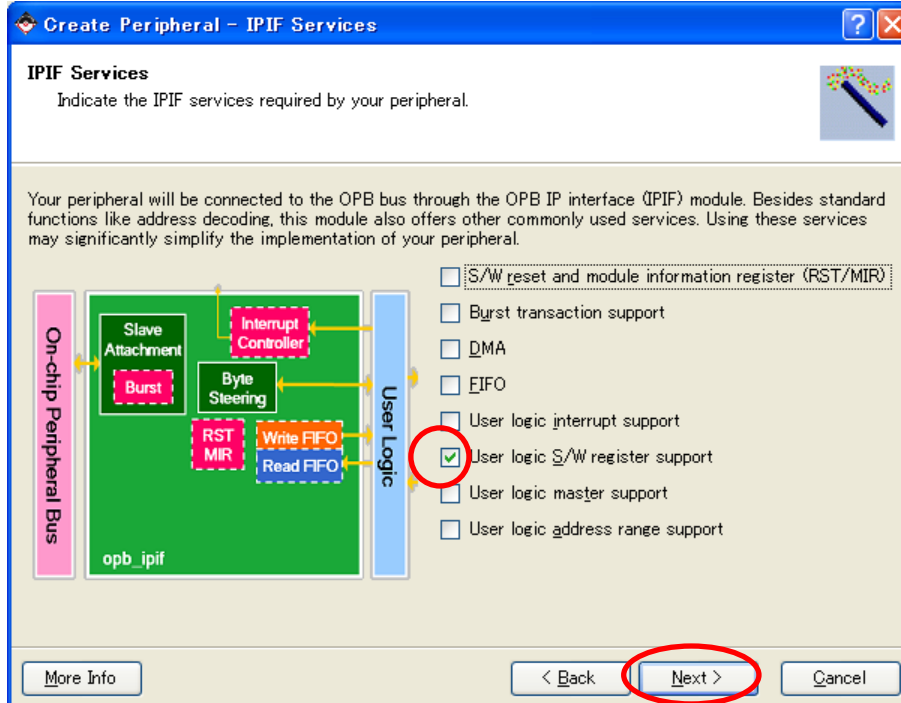 Create Peripheral - IPIF Services
IPIF Services
Indicate the IPIF services required by your peripheral.
Your peripheral will be connected to the OPB bus through the OPB IP interface (IPIF) module. Besides standard
functions like address decoding, this module also offers other commonly used services. Using these services
may significantly simplify the implementation of your peripheral.
On-chip Peripheral Bus
Slave
Attachment
Burst
Interrupt
Controller
Byte
Steering
RST
MIR
Write FIFO
Read FIFO
opb_ipif
User Logic
S/W reset and module information register (RST/MIR)
Burst transaction support
DMA
FIFO
User logic interrupt support
User logic S/W register support
User logic master support
User logic address range support
More Info
< Back
Next >
Cancel